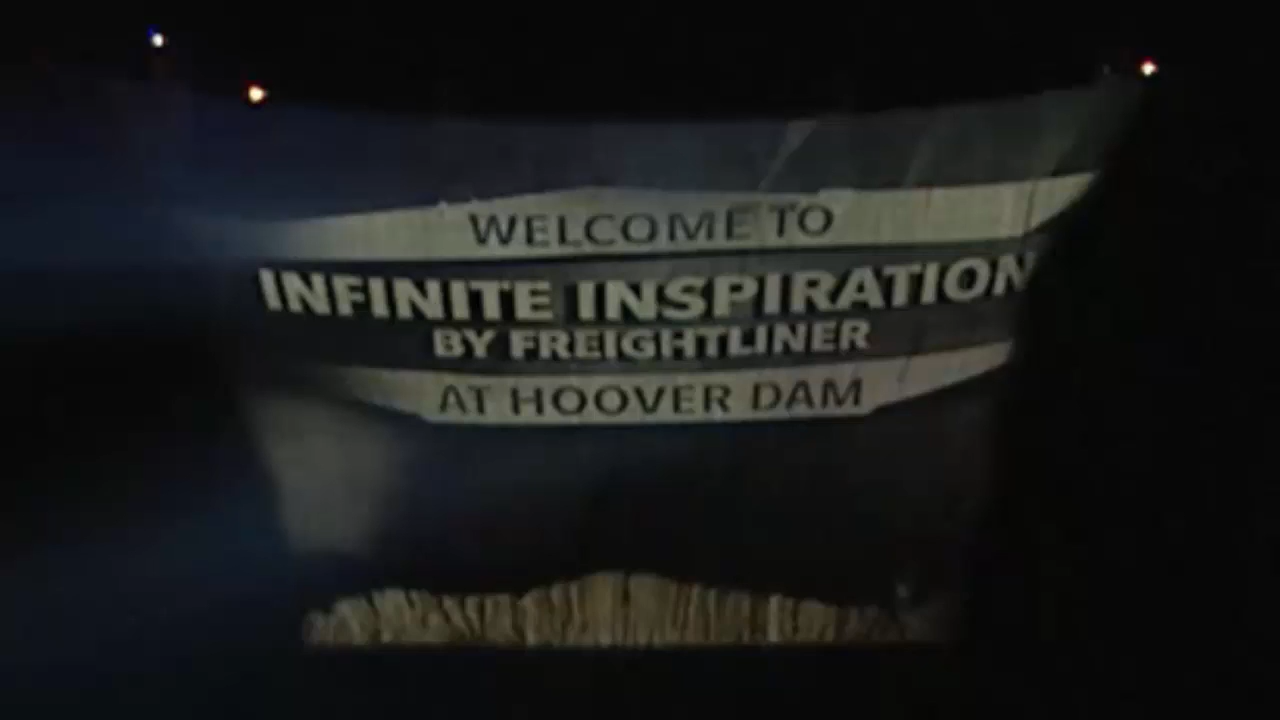 WELCOME TO
INFINITE INSPIRATION
BY FREIGHTLINER
AT HOOVER DAM